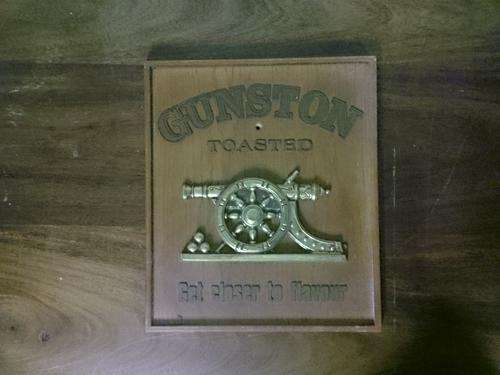 GUNSTON
TOASTED
Get closer to flavour